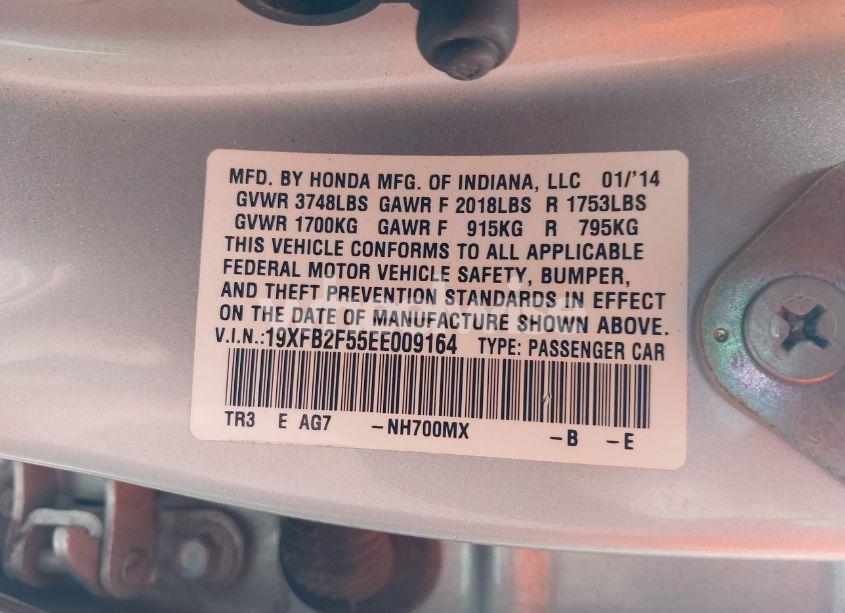 MFD. BY HONDA MFG. OF INDIANA, LLC 01/'14
GVWR 3748LBS GAWR F 2018LBS R 1753LBS
GVWR 1700KG GAWR F 915KG R 795KG
THIS VEHICLE CONFORMS TO ALL APPLICABLE
FEDERAL MOTOR VEHICLE SAFETY, BUMPER,
AND THEFT PREVENTION STANDARDS IN EFFECT
ON THE DATE OF MANUFACTURE SHOWN ABOVE.
V.I.N.:19XFB2F55EE009164 TYPE: PASSENGER CAR
TR3 E AG7 -NH700MX -B -E